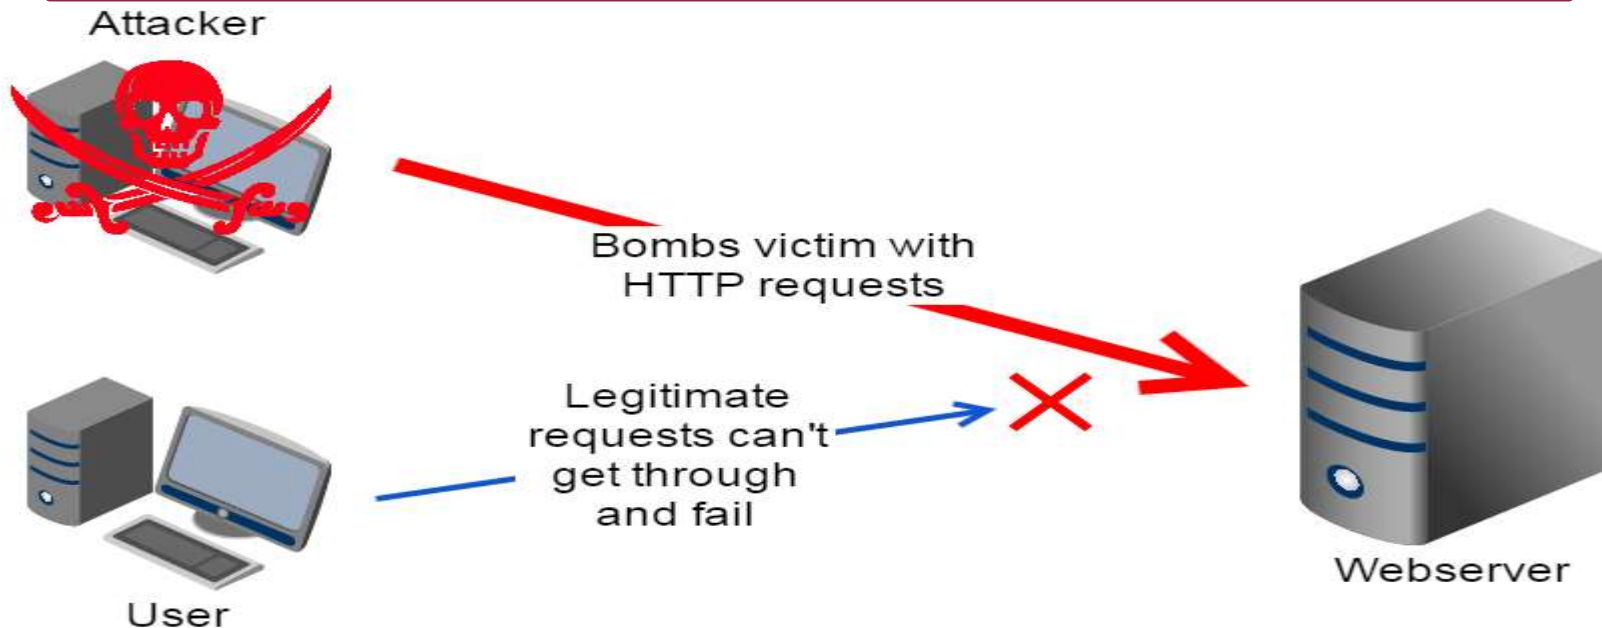 Attacker
Bombs victim with
HTTP requests
Legitimate
requests can't
get through
and fail
Webserver
User